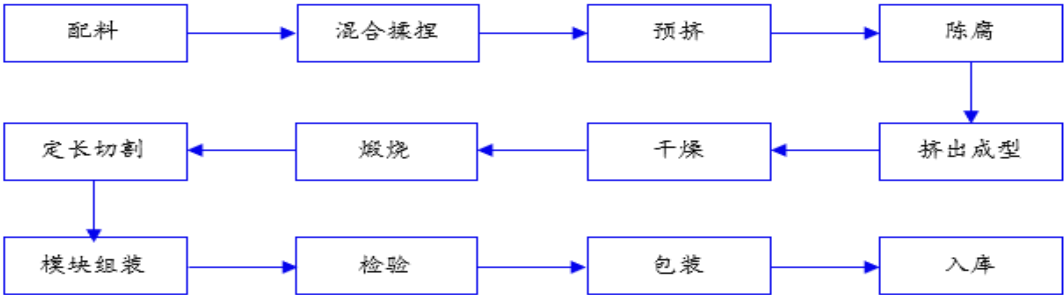 配料
混合揉捏
预挤
陈腐
挤出成型
干燥
煅烧
定长切割
模块组装
检验
包装
入库